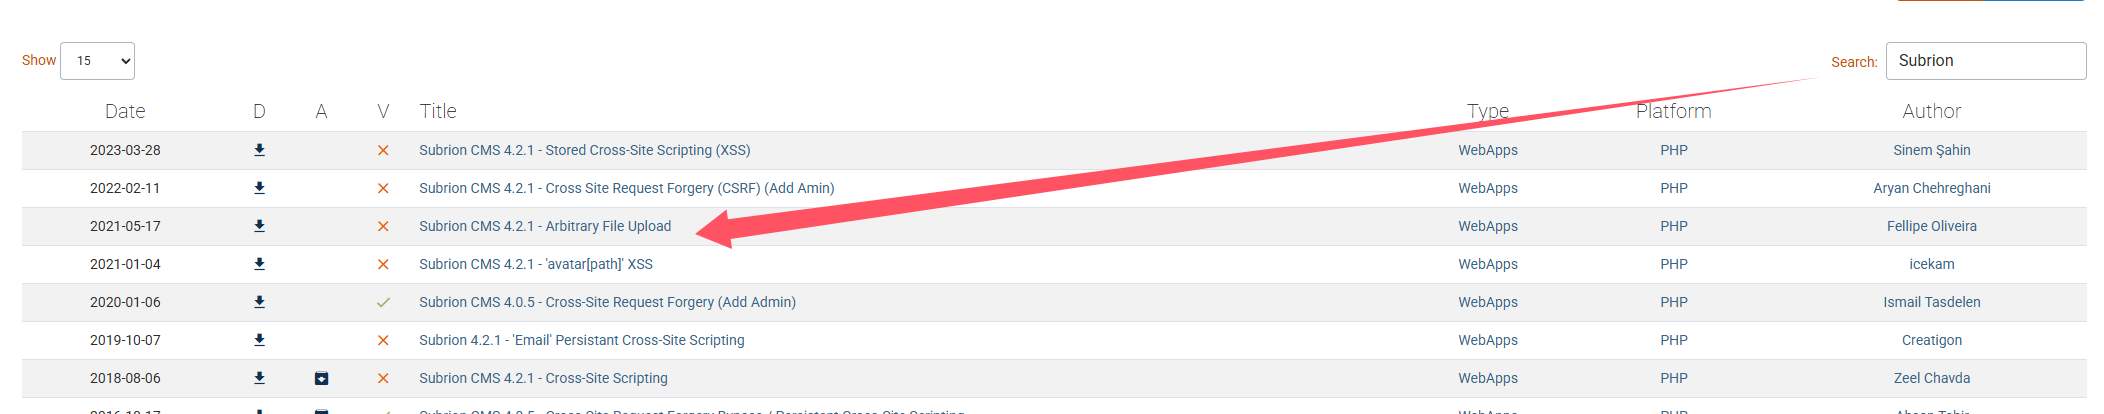 Show 15 Search: Subrion
Date D A V Title Type Platform Author
2023-03-28 Subrion CMS 4.2.1 - Stored Cross-Site Scripting (XSS) WebApps PHP Sinem Şahin
2022-02-11 Subrion CMS 4.2.1 - Cross Site Request Forgery (CSRF) (Add Amin) WebApps PHP Aryan Chehreghani
2021-05-17 Subrion CMS 4.2.1 - Arbitrary File Upload WebApps PHP Fellipe Oliveira
2021-01-04 Subrion CMS 4.2.1 - 'avatar[path]' XSS WebApps PHP icekam
2020-01-06 Subrion CMS 4.0.5 - Cross-Site Request Forgery (Add Admin) WebApps PHP Ismail Tasdelen
2019-10-07 Subrion 4.2.1 - 'Email' Persistant Cross-Site Scripting WebApps PHP Creatigon
2018-08-06 Subrion CMS 4.2.1 - Cross-Site Scripting WebApps PHP Zeel Chavda